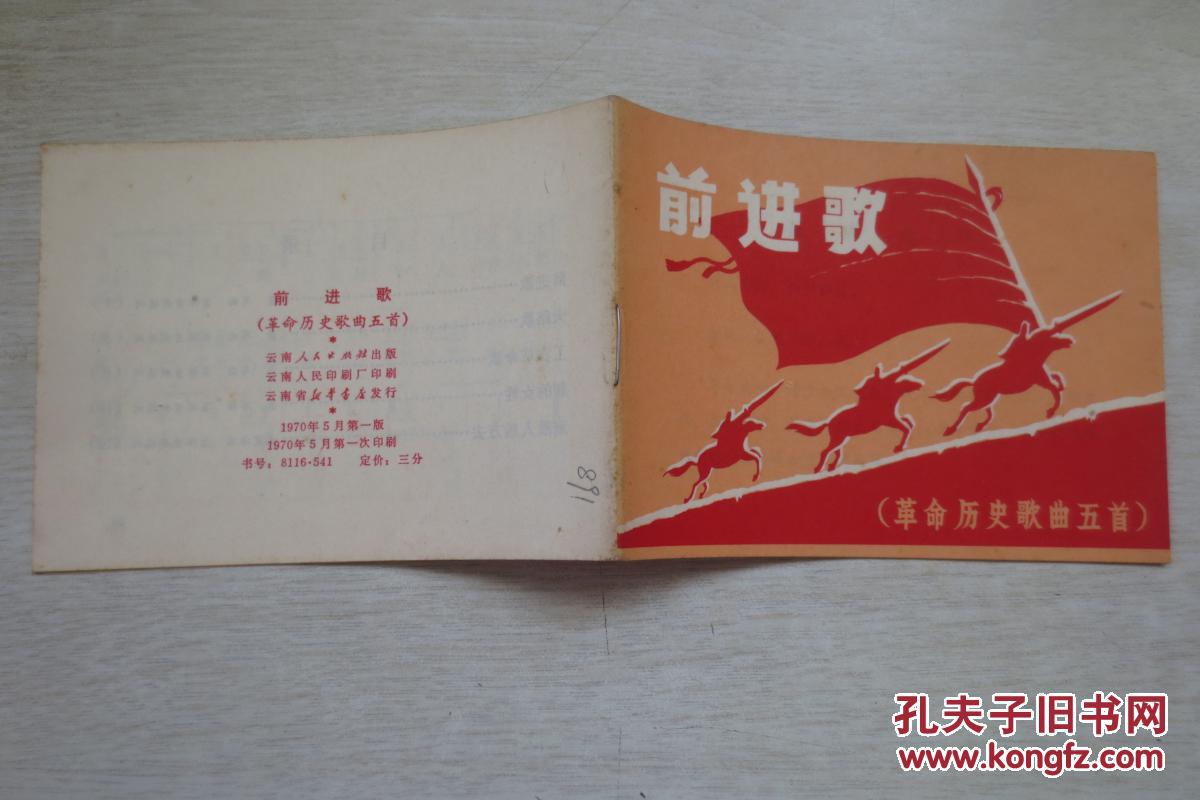 前进歌
(革命历史歌曲五首)
*
云南人民出版社出版
云南人民印刷厂印刷
云南省新华书店发行
*
1970年5月第一版
1970年5月第一次印刷
书号：8116·541 定价：三分
168
前进歌
(革命历史歌曲五首)
孔夫子旧书网
www.kongfz.com